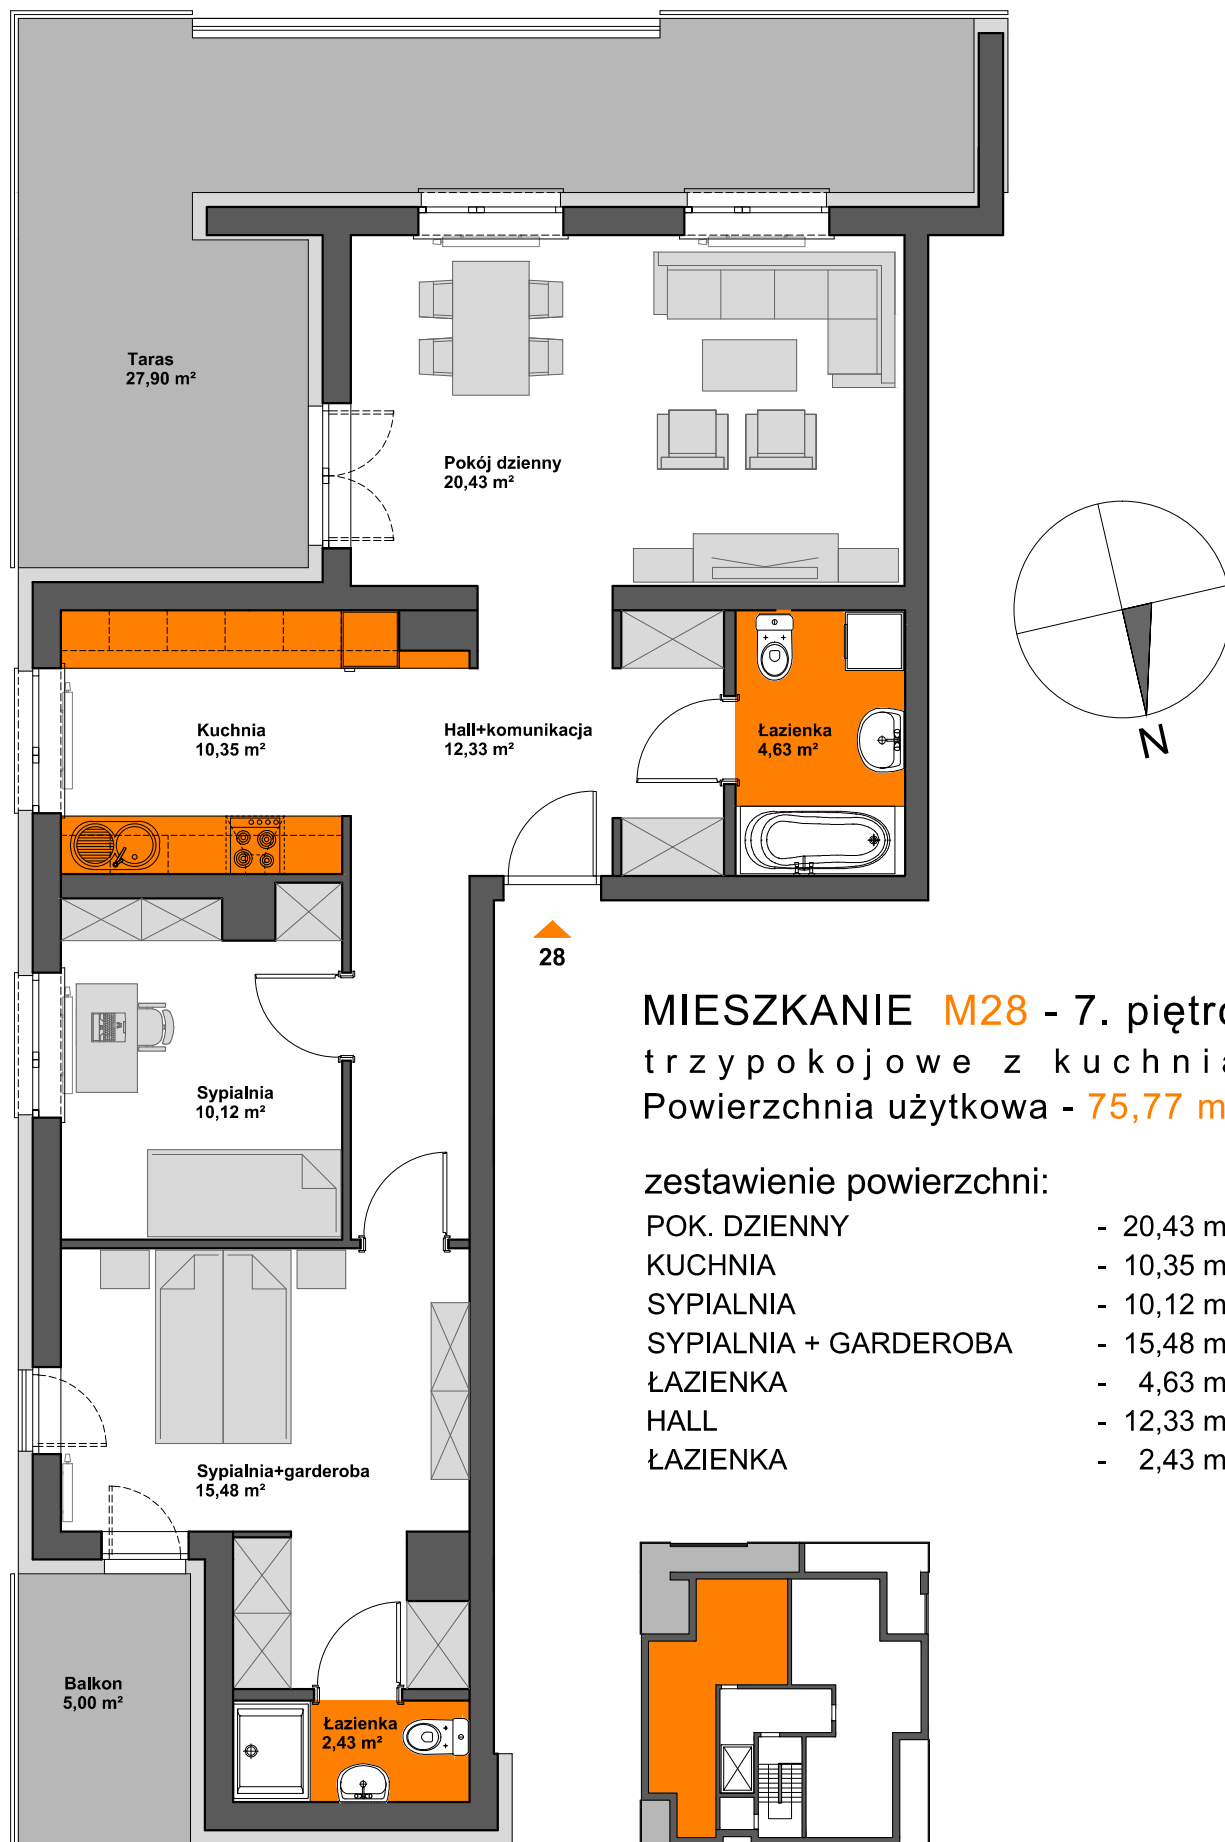 Taras
27,90 m²
Pokój dzienny
20,43 m²
Kuchnia
10,35 m²
Hall+komunikacja
12,33 m²
Łazienka
4,63 m²
N
28
Sypialnia
10,12 m²
MIESZKANIE M28 - 7. piętro
trzypokojowe z kuchnią
Powierzchnia użytkowa - 75,77 m
zestawienie powierzchni:
POK. DZIENNY - 20,43 m
KUCHNIA - 10,35 m
SYPIALNIA - 10,12 m
SYPIALNIA + GARDEROBA - 15,48 m
ŁAZIENKA - 4,63 m
HALL - 12,33 m
ŁAZIENKA - 2,43 m
Sypialnia+garderoba
15,48 m²
Balkon
5,00 m²
Łazienka
2,43 m²